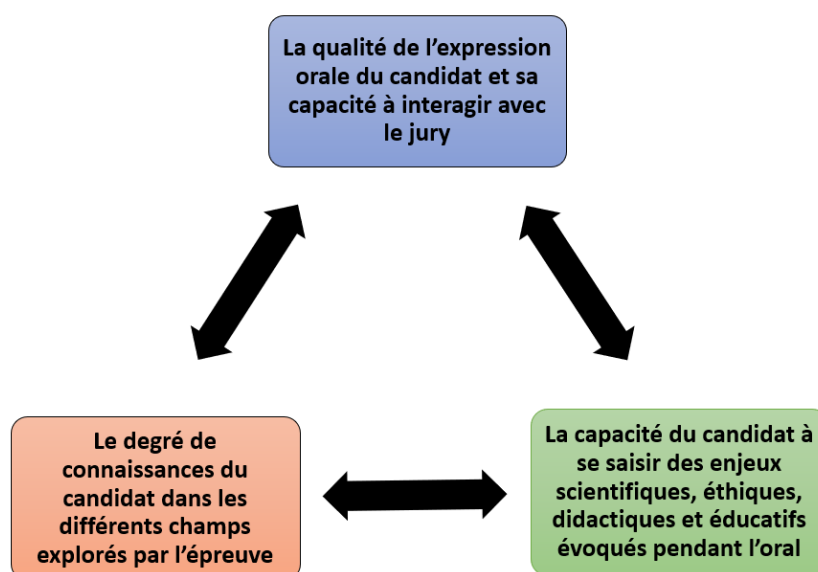 La qualité de l’expression
orale du candidat et sa
capacité à interagir avec
le jury
Le degré de
connaissances du
candidat dans les
différents champs
explorés par l’épreuve
La capacité du candidat à
se saisir des enjeux
scientifiques, éthiques,
didactiques et éducatifs
évoqués pendant l’oral